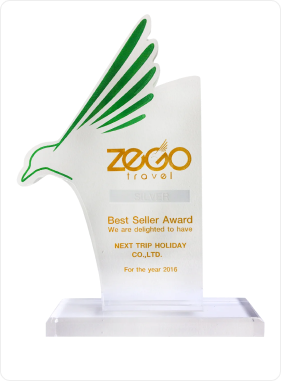 ZEGO
travel
SILVER
Best Seller Award
We are delighted to have
NEXT TRIP HOLIDAY
CO.,LTD.
For the year 2016